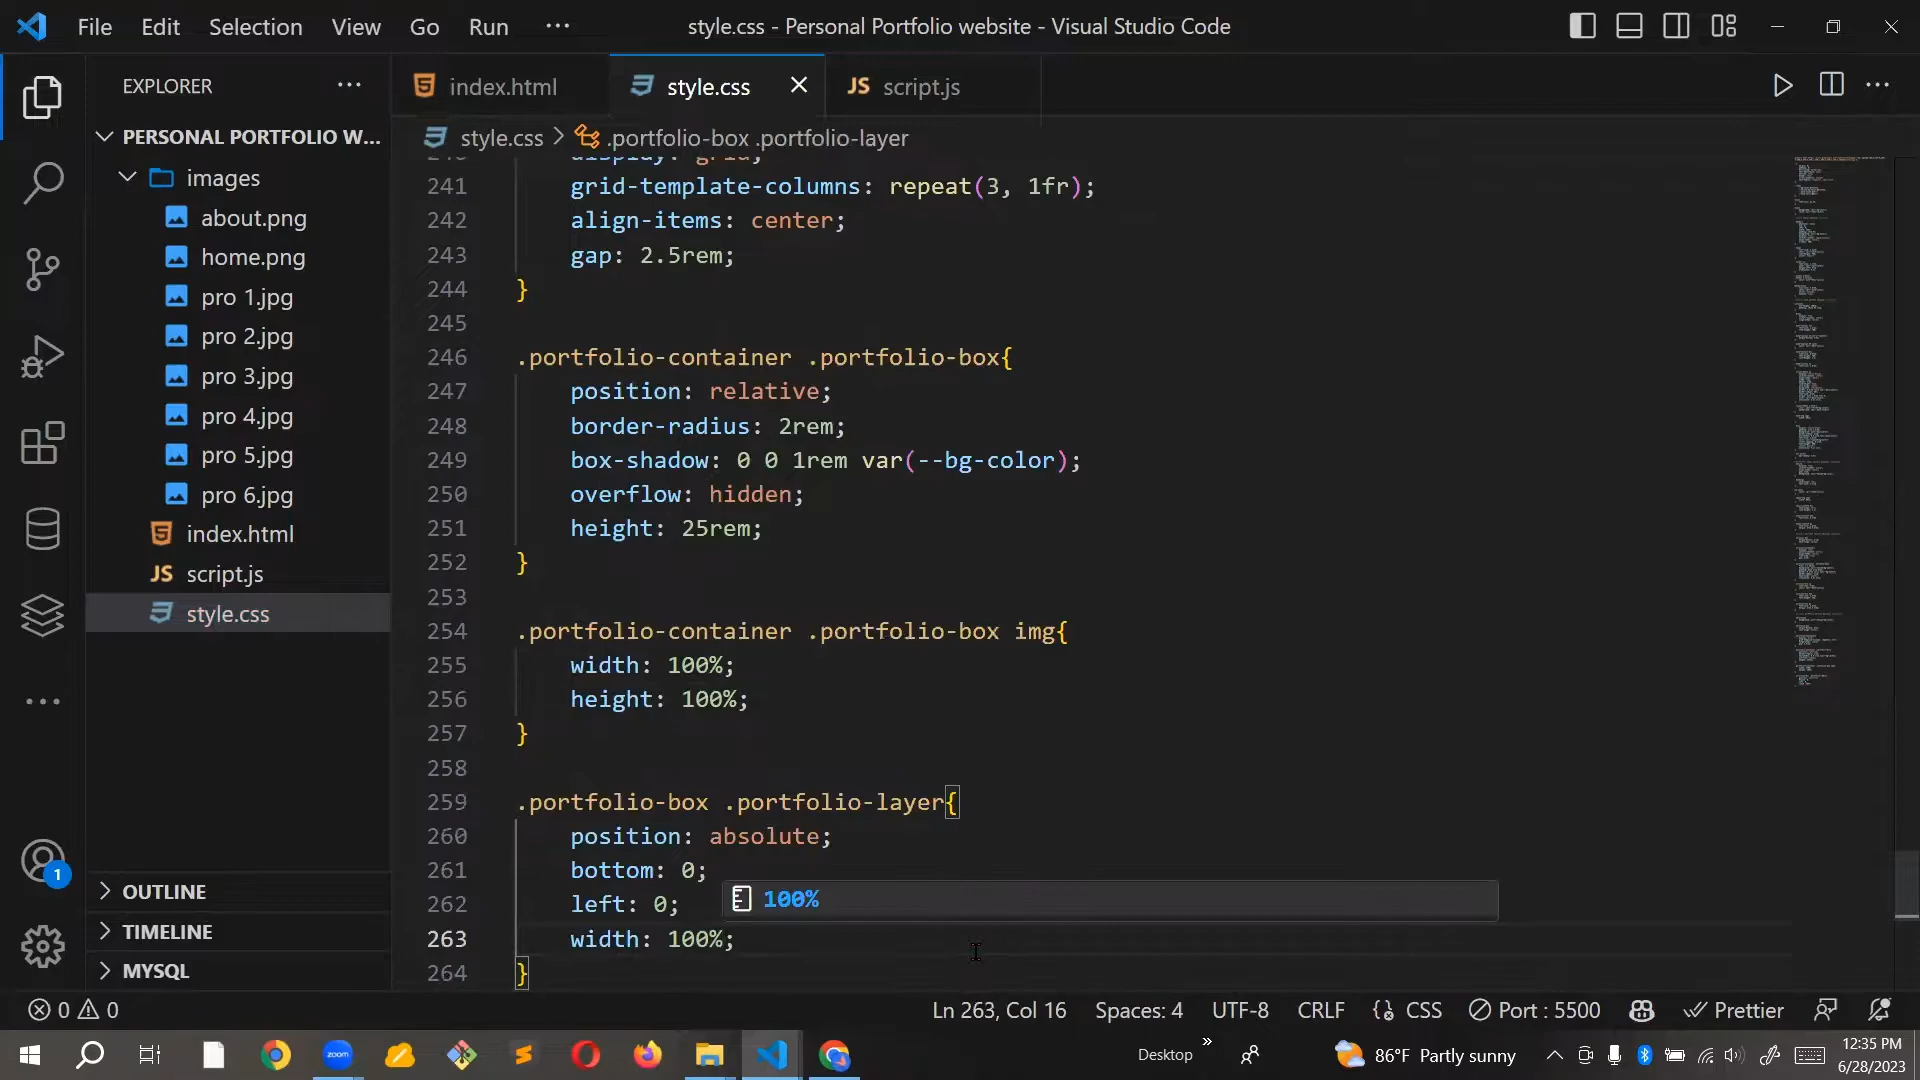 File Edit Selection View Go Run ··· style.css - Personal Portfolio website - Visual Studio Code
EXPLORER ···
index.html style.css JS script.js
PERSONAL PORTFOLIO W...
style.css > .portfolio-box .portfolio-layer
images
about.png
home.png
pro 1.jpg
pro 2.jpg
pro 3.jpg
pro 4.jpg
pro 5.jpg
pro 6.jpg
index.html
JS script.js
style.css
OUTLINE
TIMELINE
MYSQL
1
display: grid;
241 grid-template-columns: repeat(3, 1fr);
242 align-items: center;
243 gap: 2.5rem;
244 }
245
246 .portfolio-container .portfolio-box{
247 position: relative;
248 border-radius: 2rem;
249 box-shadow: 0 0 1rem var(--bg-color);
250 overflow: hidden;
251 height: 25rem;
252 }
253
254 .portfolio-container .portfolio-box img{
255 width: 100%;
256 height: 100%;
257 }
258
259 .portfolio-box .portfolio-layer{
260 position: absolute;
261 bottom: 0;
262 left: 0;
100%
263 width: 100%;
264 }
0 0 Ln 263, Col 16 Spaces: 4 UTF-8 CRLF CSS Port : 5500 Prettier
zoom Desktop » 86°F Partly sunny 12:35 PM
6/28/2023